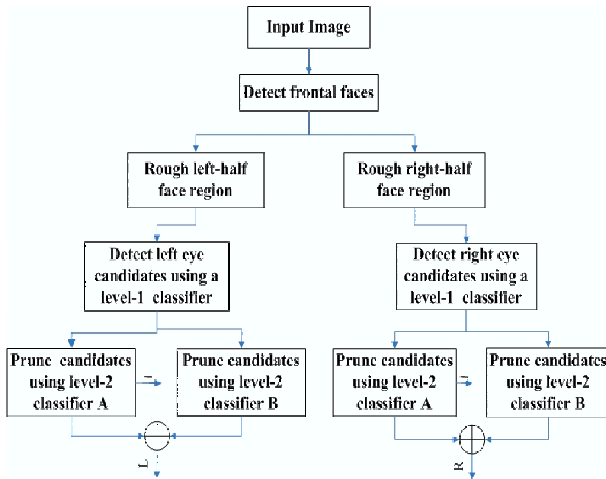 Input Image
Detect frontal faces
Rough left-half
face region
Rough right-half
face region
Detect left eye
candidates using a
level-1 classifier
Detect right eye
candidates using a
level-1 classifier
Prune candidates
using level-2
classifier A
Prune candidates
using level-2
classifier B
Prune candidates
using level-2
classifier A
Prune candidates
using level-2
classifier B
L
R